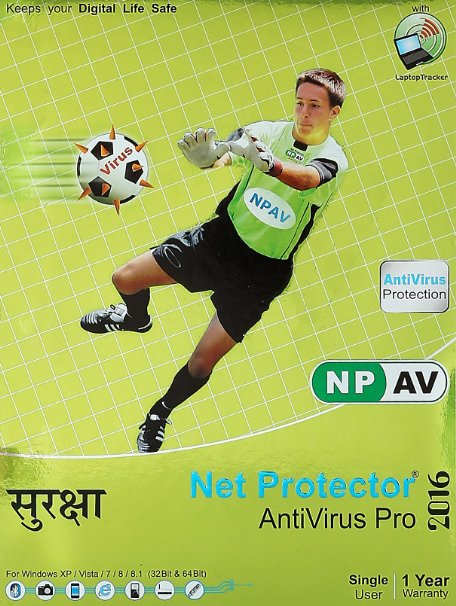 Keeps your Digital Life Safe
with
LaptopTracker
Virus
NPAV
NPAV
AntiVirus
Protection
NP AV
Net Protector®
सुरक्षा
AntiVirus Pro 2016
For Windows XP / Vista / 7 / 8 / 8.1 (32Bit & 64Bit)
Single User
1 Year Warranty